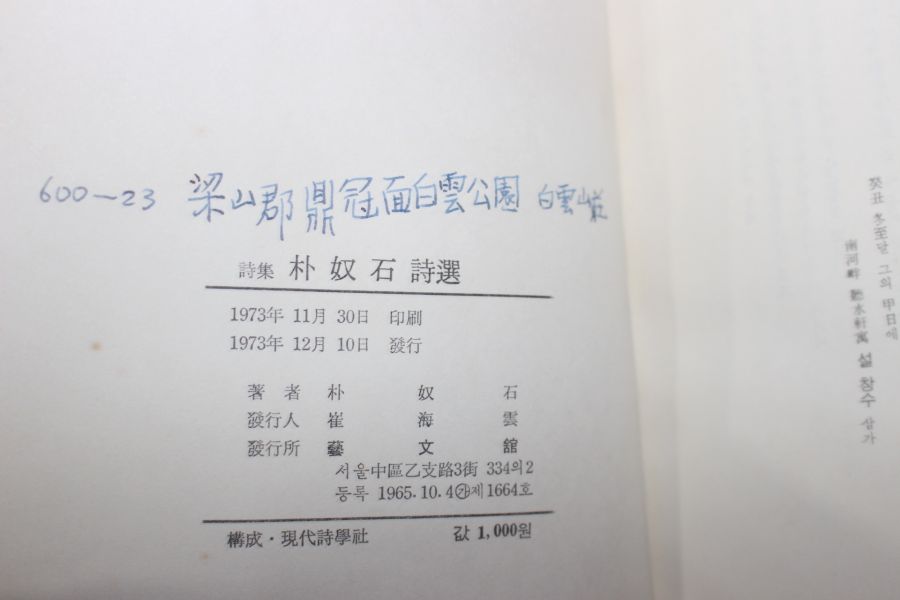 600-23 梁山郡 鼎冠面 白雲公園 白雲山莊
詩集 朴奴石 詩選
1973年 11月 30日 印刷
1973年 12月 10日 發行
著者 朴奴石
發行人 崔海雲
發行所 藝文館
서울中區乙支路3街 334의2
등록 1965.10.4㉮제1664호
構成·現代詩學社 값 1,000원
癸丑 冬至달 그의 甲日에
南河畔 聽水軒寓 설창수 삼가